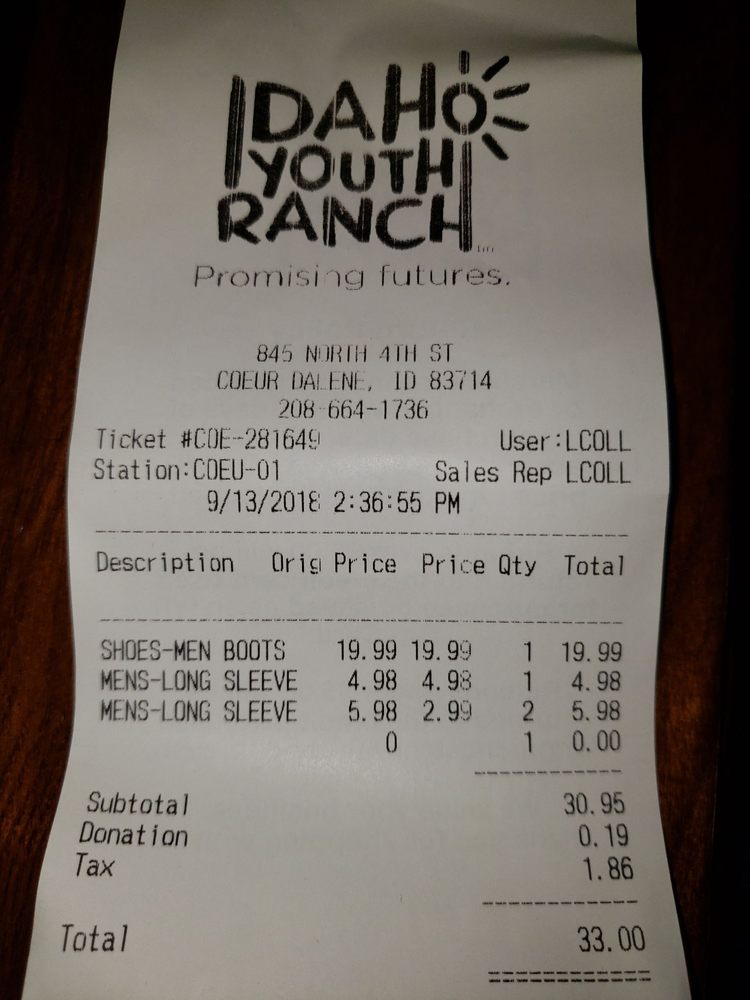 IDAHO
YOUTH
RANCH
Promising futures.
845 NORTH 4TH ST
COEUR DALENE, ID 83714
208-664-1736
Ticket #COE-281649 User:LCOLL
Station:COEU-01 Sales Rep LCOLL
9/13/2018 2:36:55 PM
Description Orig Price Price Qty Total
SHOES-MEN BOOTS 19.99 19.99 1 19.99
MENS-LONG SLEEVE 4.98 4.98 1 4.98
MENS-LONG SLEEVE 5.98 2.99 2 5.98
0 1 0.00
Subtotal 30.95
Donation 0.19
Tax 1.86
Total 33.00